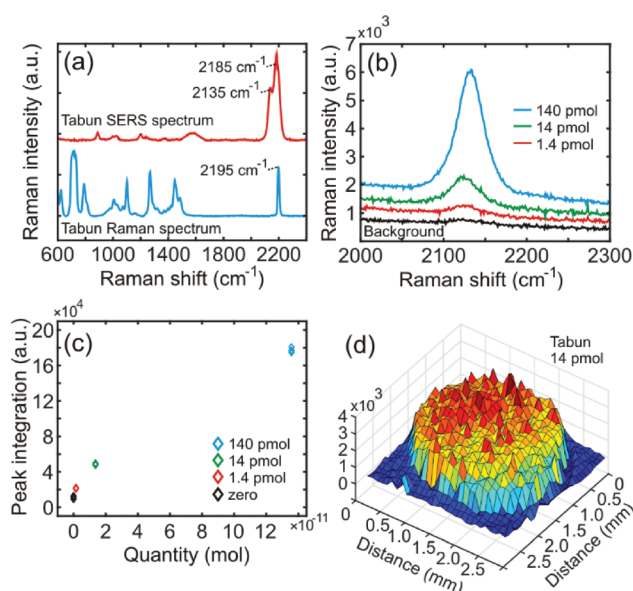 (a)
2185 cm⁻¹
2135 cm⁻¹
Tabun SERS spectrum
2195 cm⁻¹
Tabun Raman spectrum
Raman intensity (a.u.)
600 1000 1400 1800 2200
Raman shift (cm⁻¹)
×10³
(b)
7
6
5
4
3
2
1
140 pmol
14 pmol
1.4 pmol
Background
Raman intensity (a.u.)
2000 2100 2200 2300
Raman shift (cm⁻¹)
×10⁴
(c)
20
16
12
8
4
0
140 pmol
14 pmol
1.4 pmol
zero
Peak integration (a.u.)
0 2 4 6 8 10 12
×10⁻¹¹
Quantity (mol)
(d)
Tabun
14 pmol
×10³
4
3
2
1
0
0
0.5
1.0
1.5
2.0
2.5
Distance (mm)
0
0.5
1.0
1.5
2.0
2.5
Distance (mm)